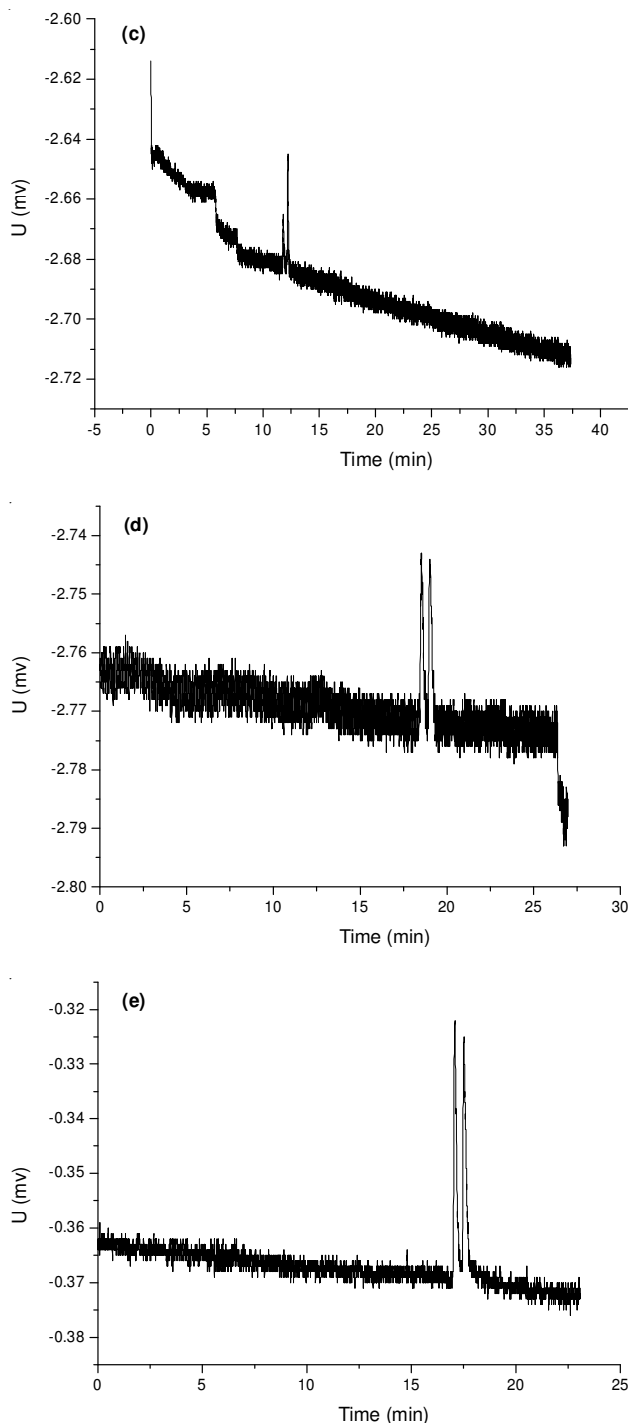 (c)
-2.60
-2.62
-2.64
-2.66
-2.68
-2.70
-2.72
U (mv)
-5 0 5 10 15 20 25 30 35 40
Time (min)
(d)
-2.74
-2.75
-2.76
-2.77
-2.78
-2.79
-2.80
U (mv)
0 5 10 15 20 25 30
Time (min)
(e)
-0.32
-0.33
-0.34
-0.35
-0.36
-0.37
-0.38
U (mv)
0 5 10 15 20 25
Time (min)